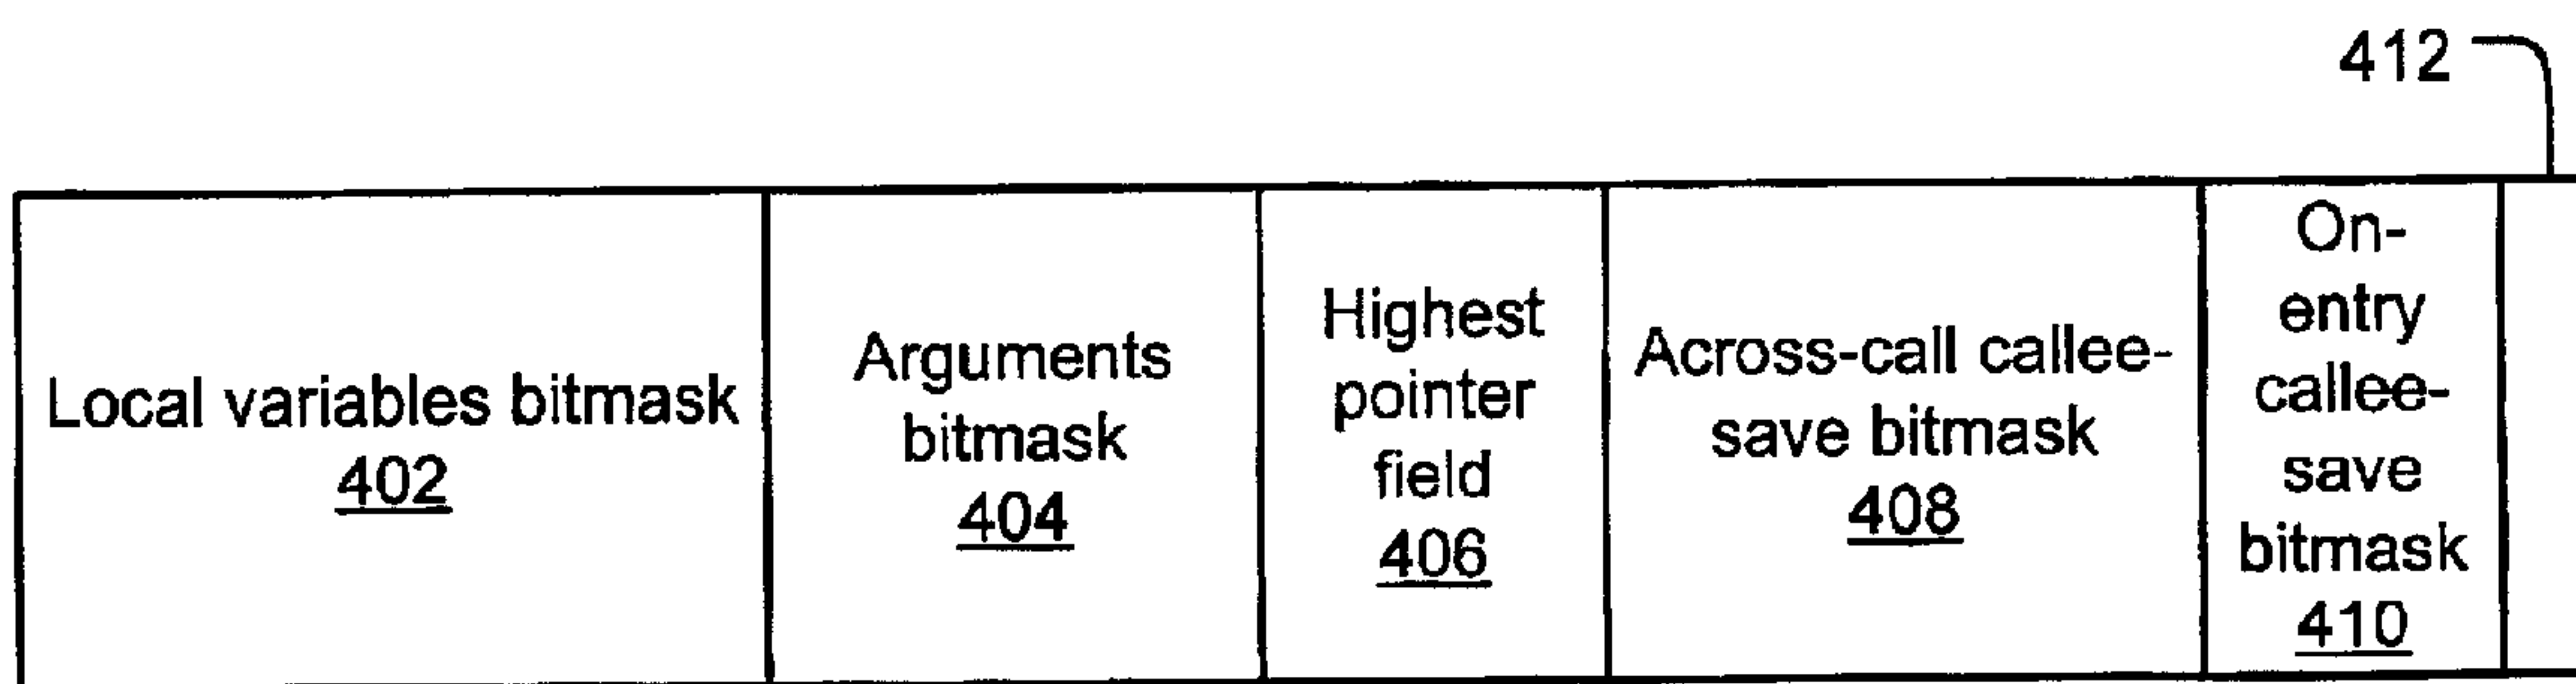 412
Local variables bitmask
402
Arguments
bitmask
404
Highest
pointer
field
406
Across-call callee-
save bitmask
408
On-
entry
callee-
save
bitmask
410